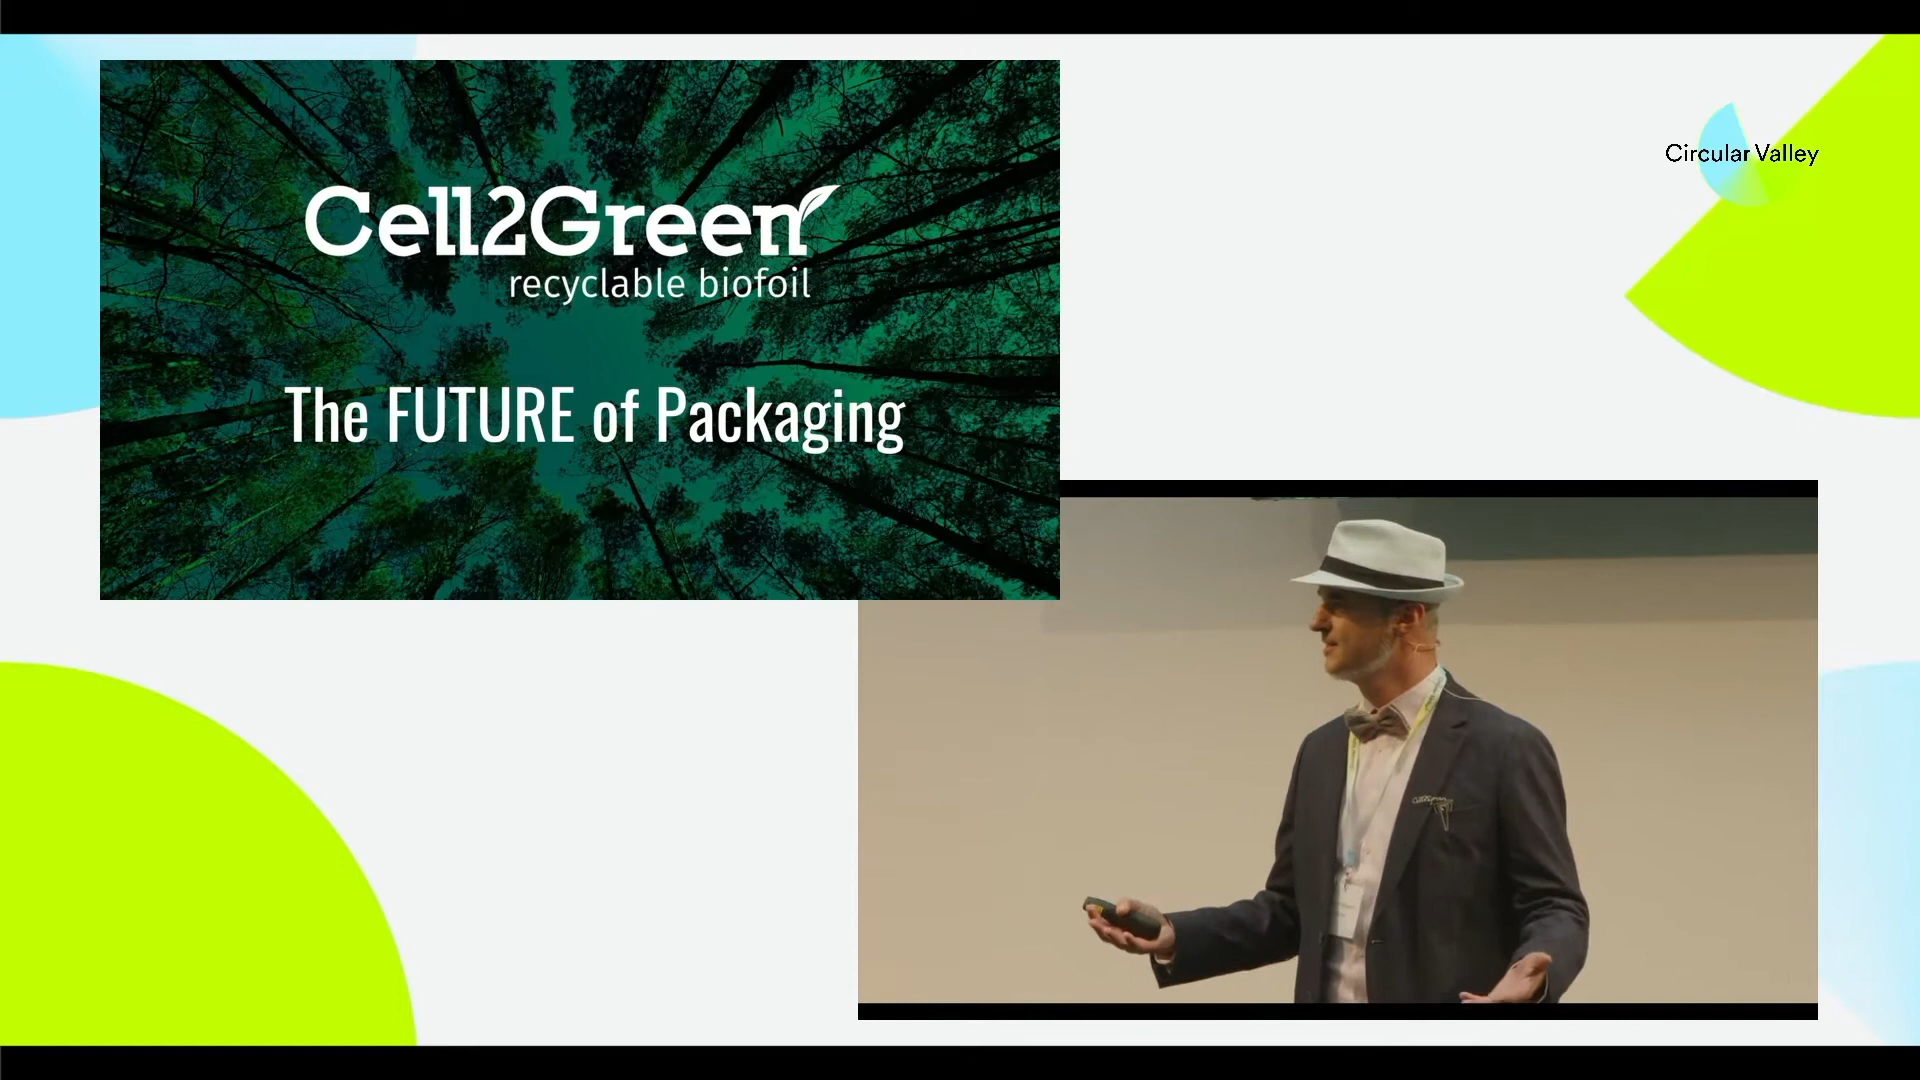 Cell2Green
recyclable biofoil
The FUTURE of Packaging
Circular Valley